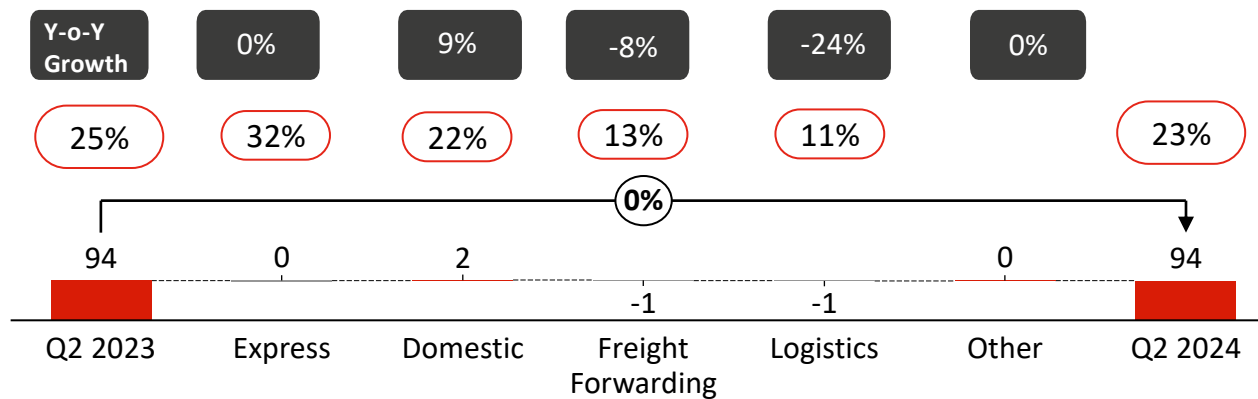 Y-o-Y
Growth
0%
9%
-8%
-24%
0%
25%
32%
22%
13%
11%
23%
0%
94
0
2
-1
-1
0
94
Q2 2023
Express
Domestic
Freight
Forwarding
Logistics
Other
Q2 2024